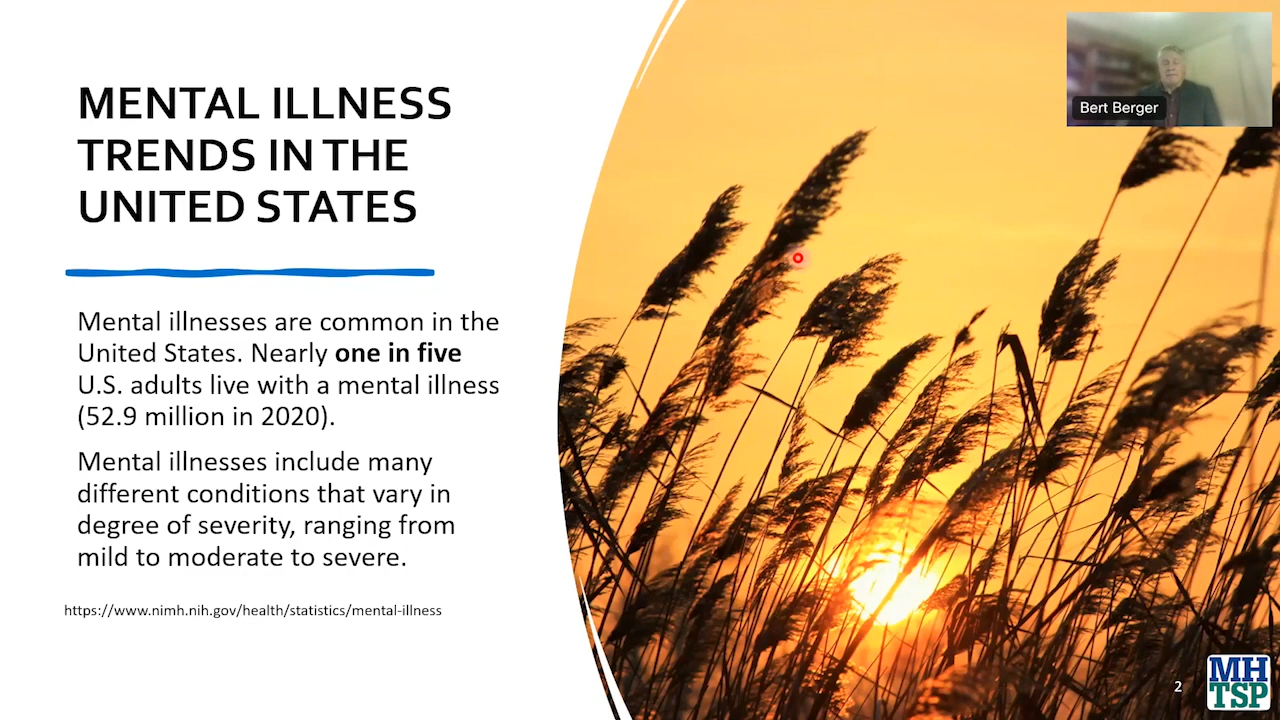 MENTAL ILLNESS
TRENDS IN THE
UNITED STATES
Mental illnesses are common in the
United States. Nearly one in five
U.S. adults live with a mental illness
(52.9 million in 2020).
Mental illnesses include many
different conditions that vary in
degree of severity, ranging from
mild to moderate to severe.
https://www.nimh.nih.gov/health/statistics/mental-illness
Bert Berger
2
MH
TSP